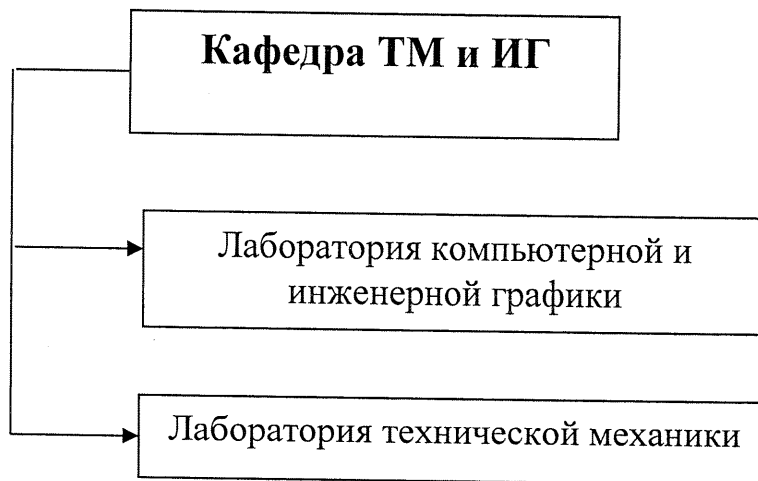 Кафедра ТМ и ИГ
Лаборатория компьютерной и
инженерной графики
Лаборатория технической механики